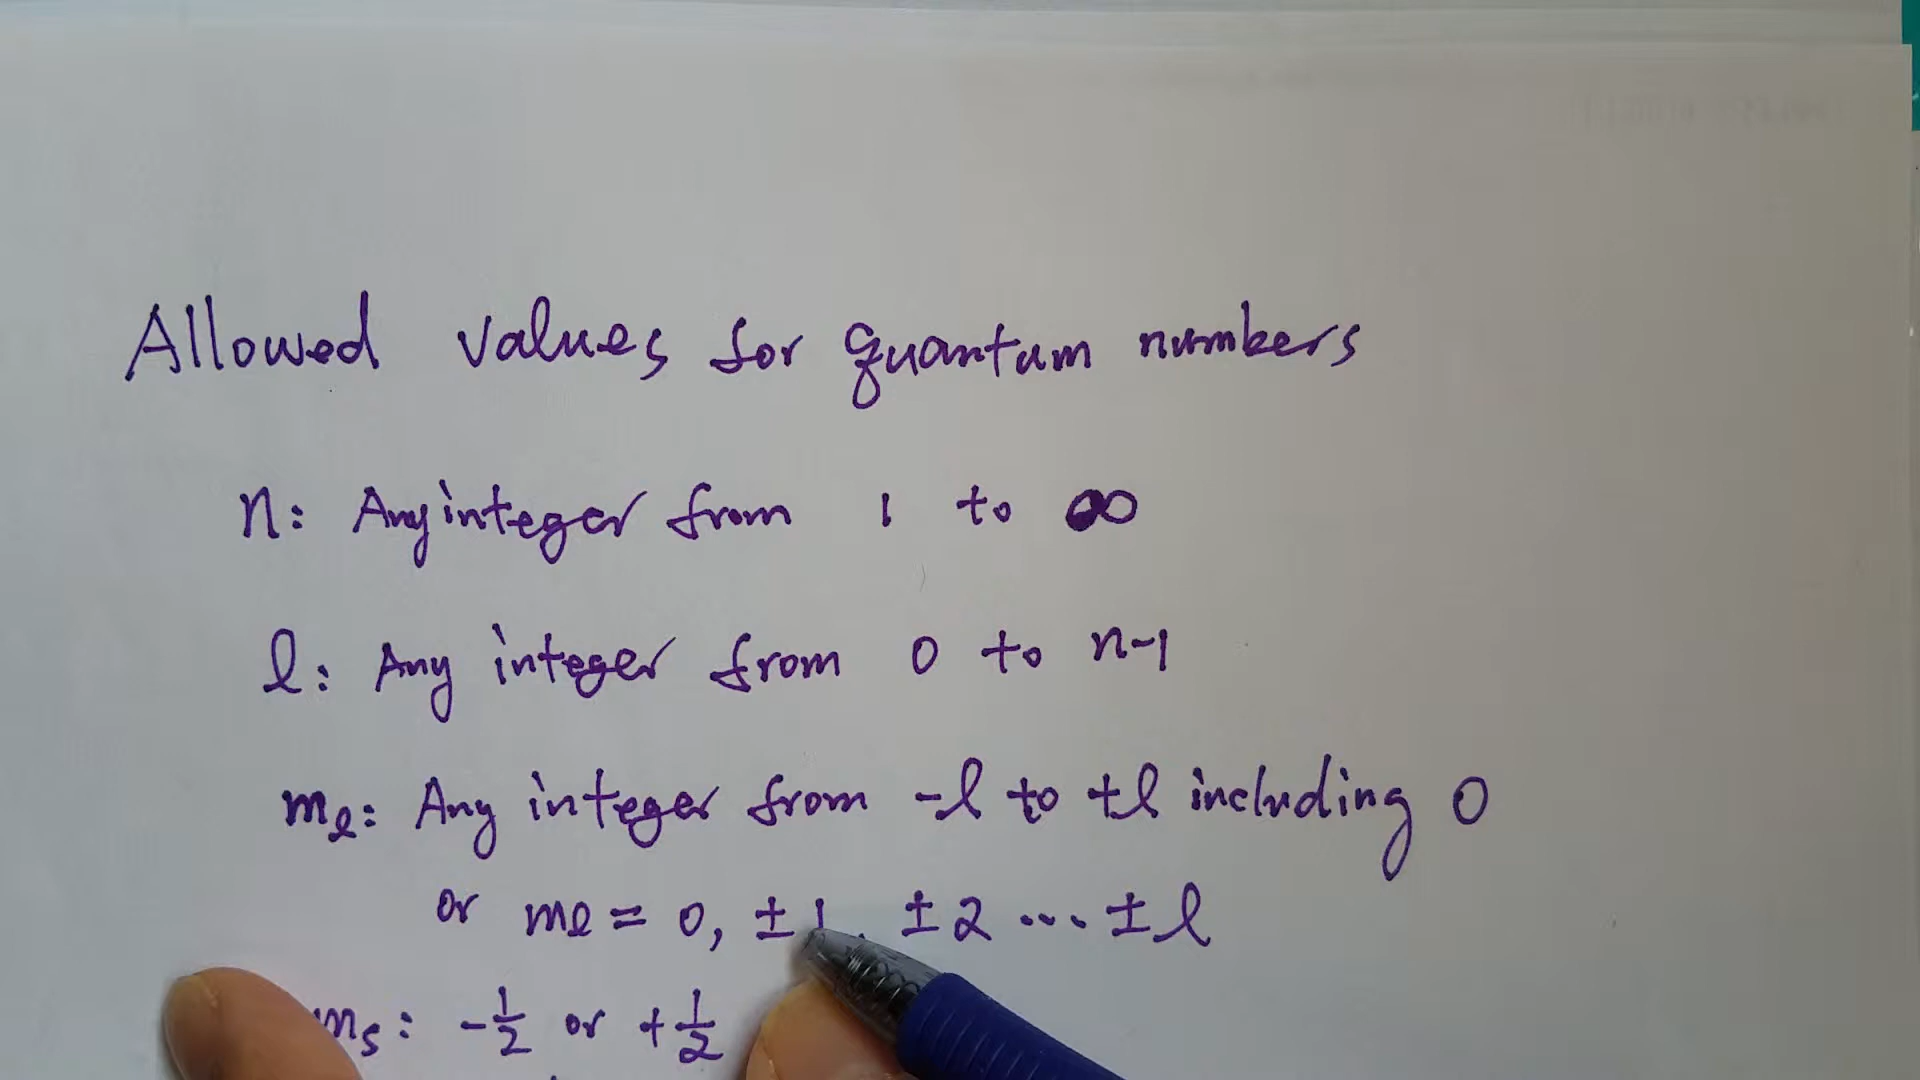 Allowed values for quantum numbers
n: Any integer from 1 to ∞
l: Any integer from 0 to n-1
ml: Any integer from -l to +l including 0
or ml = 0, ±1, ±2 ... ±l
ms: -1/2 or +1/2